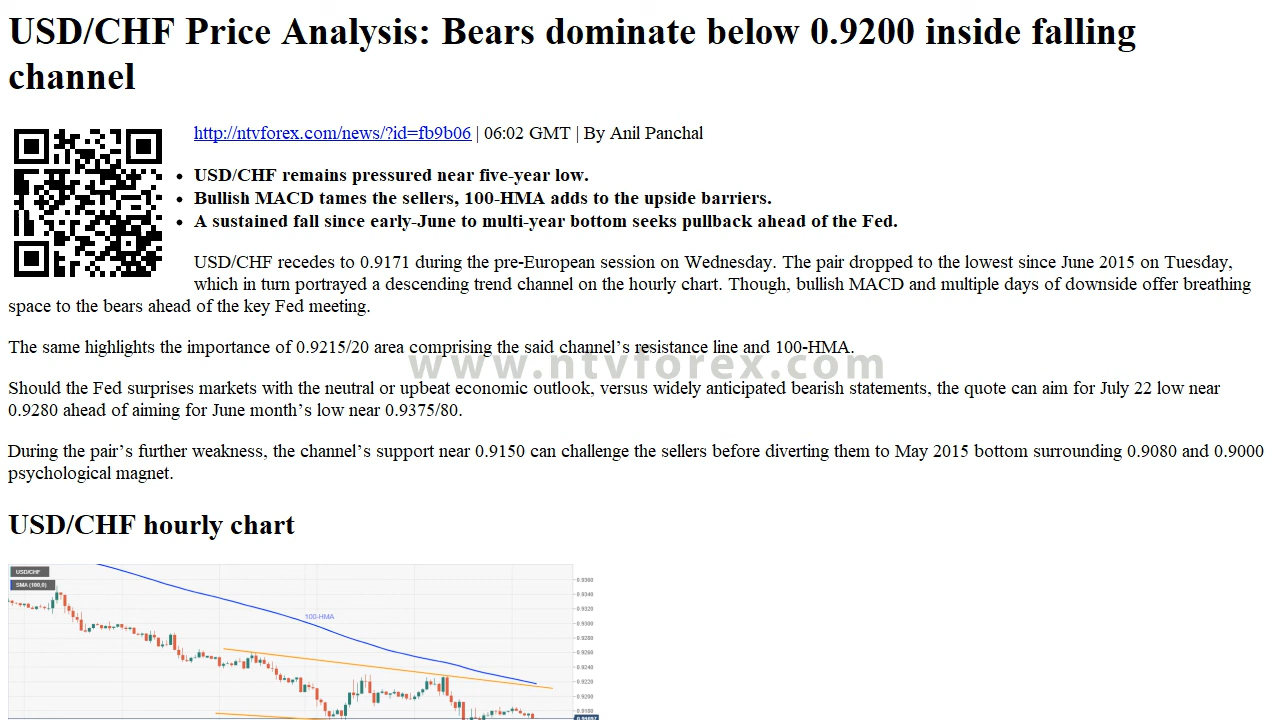 USD/CHF Price Analysis: Bears dominate below 0.9200 inside falling
channel
http://ntvforex.com/news/?id=fb9b06 | 06:02 GMT | By Anil Panchal
USD/CHF remains pressured near five-year low.
Bullish MACD tames the sellers, 100-HMA adds to the upside barriers.
A sustained fall since early-June to multi-year bottom seeks pullback ahead of the Fed.
USD/CHF recedes to 0.9171 during the pre-European session on Wednesday. The pair dropped to the lowest since June 2015 on Tuesday,
which in turn portrayed a descending trend channel on the hourly chart. Though, bullish MACD and multiple days of downside offer breathing
space to the bears ahead of the key Fed meeting.
The same highlights the importance of 0.9215/20 area comprising the said channel’s resistance line and 100-HMA.
www.ntvforex.com
Should the Fed surprises markets with the neutral or upbeat economic outlook, versus widely anticipated bearish statements, the quote can aim for July 22 low near
0.9280 ahead of aiming for June month’s low near 0.9375/80.
During the pair’s further weakness, the channel’s support near 0.9150 can challenge the sellers before diverting them to May 2015 bottom surrounding 0.9080 and 0.9000
psychological magnet.
USD/CHF hourly chart
USD/CHF
SMA (100,0)
100-HMA
0.9360
0.9340
0.9320
0.9300
0.9280
0.9260
0.9240
0.9220
0.9200
0.9180